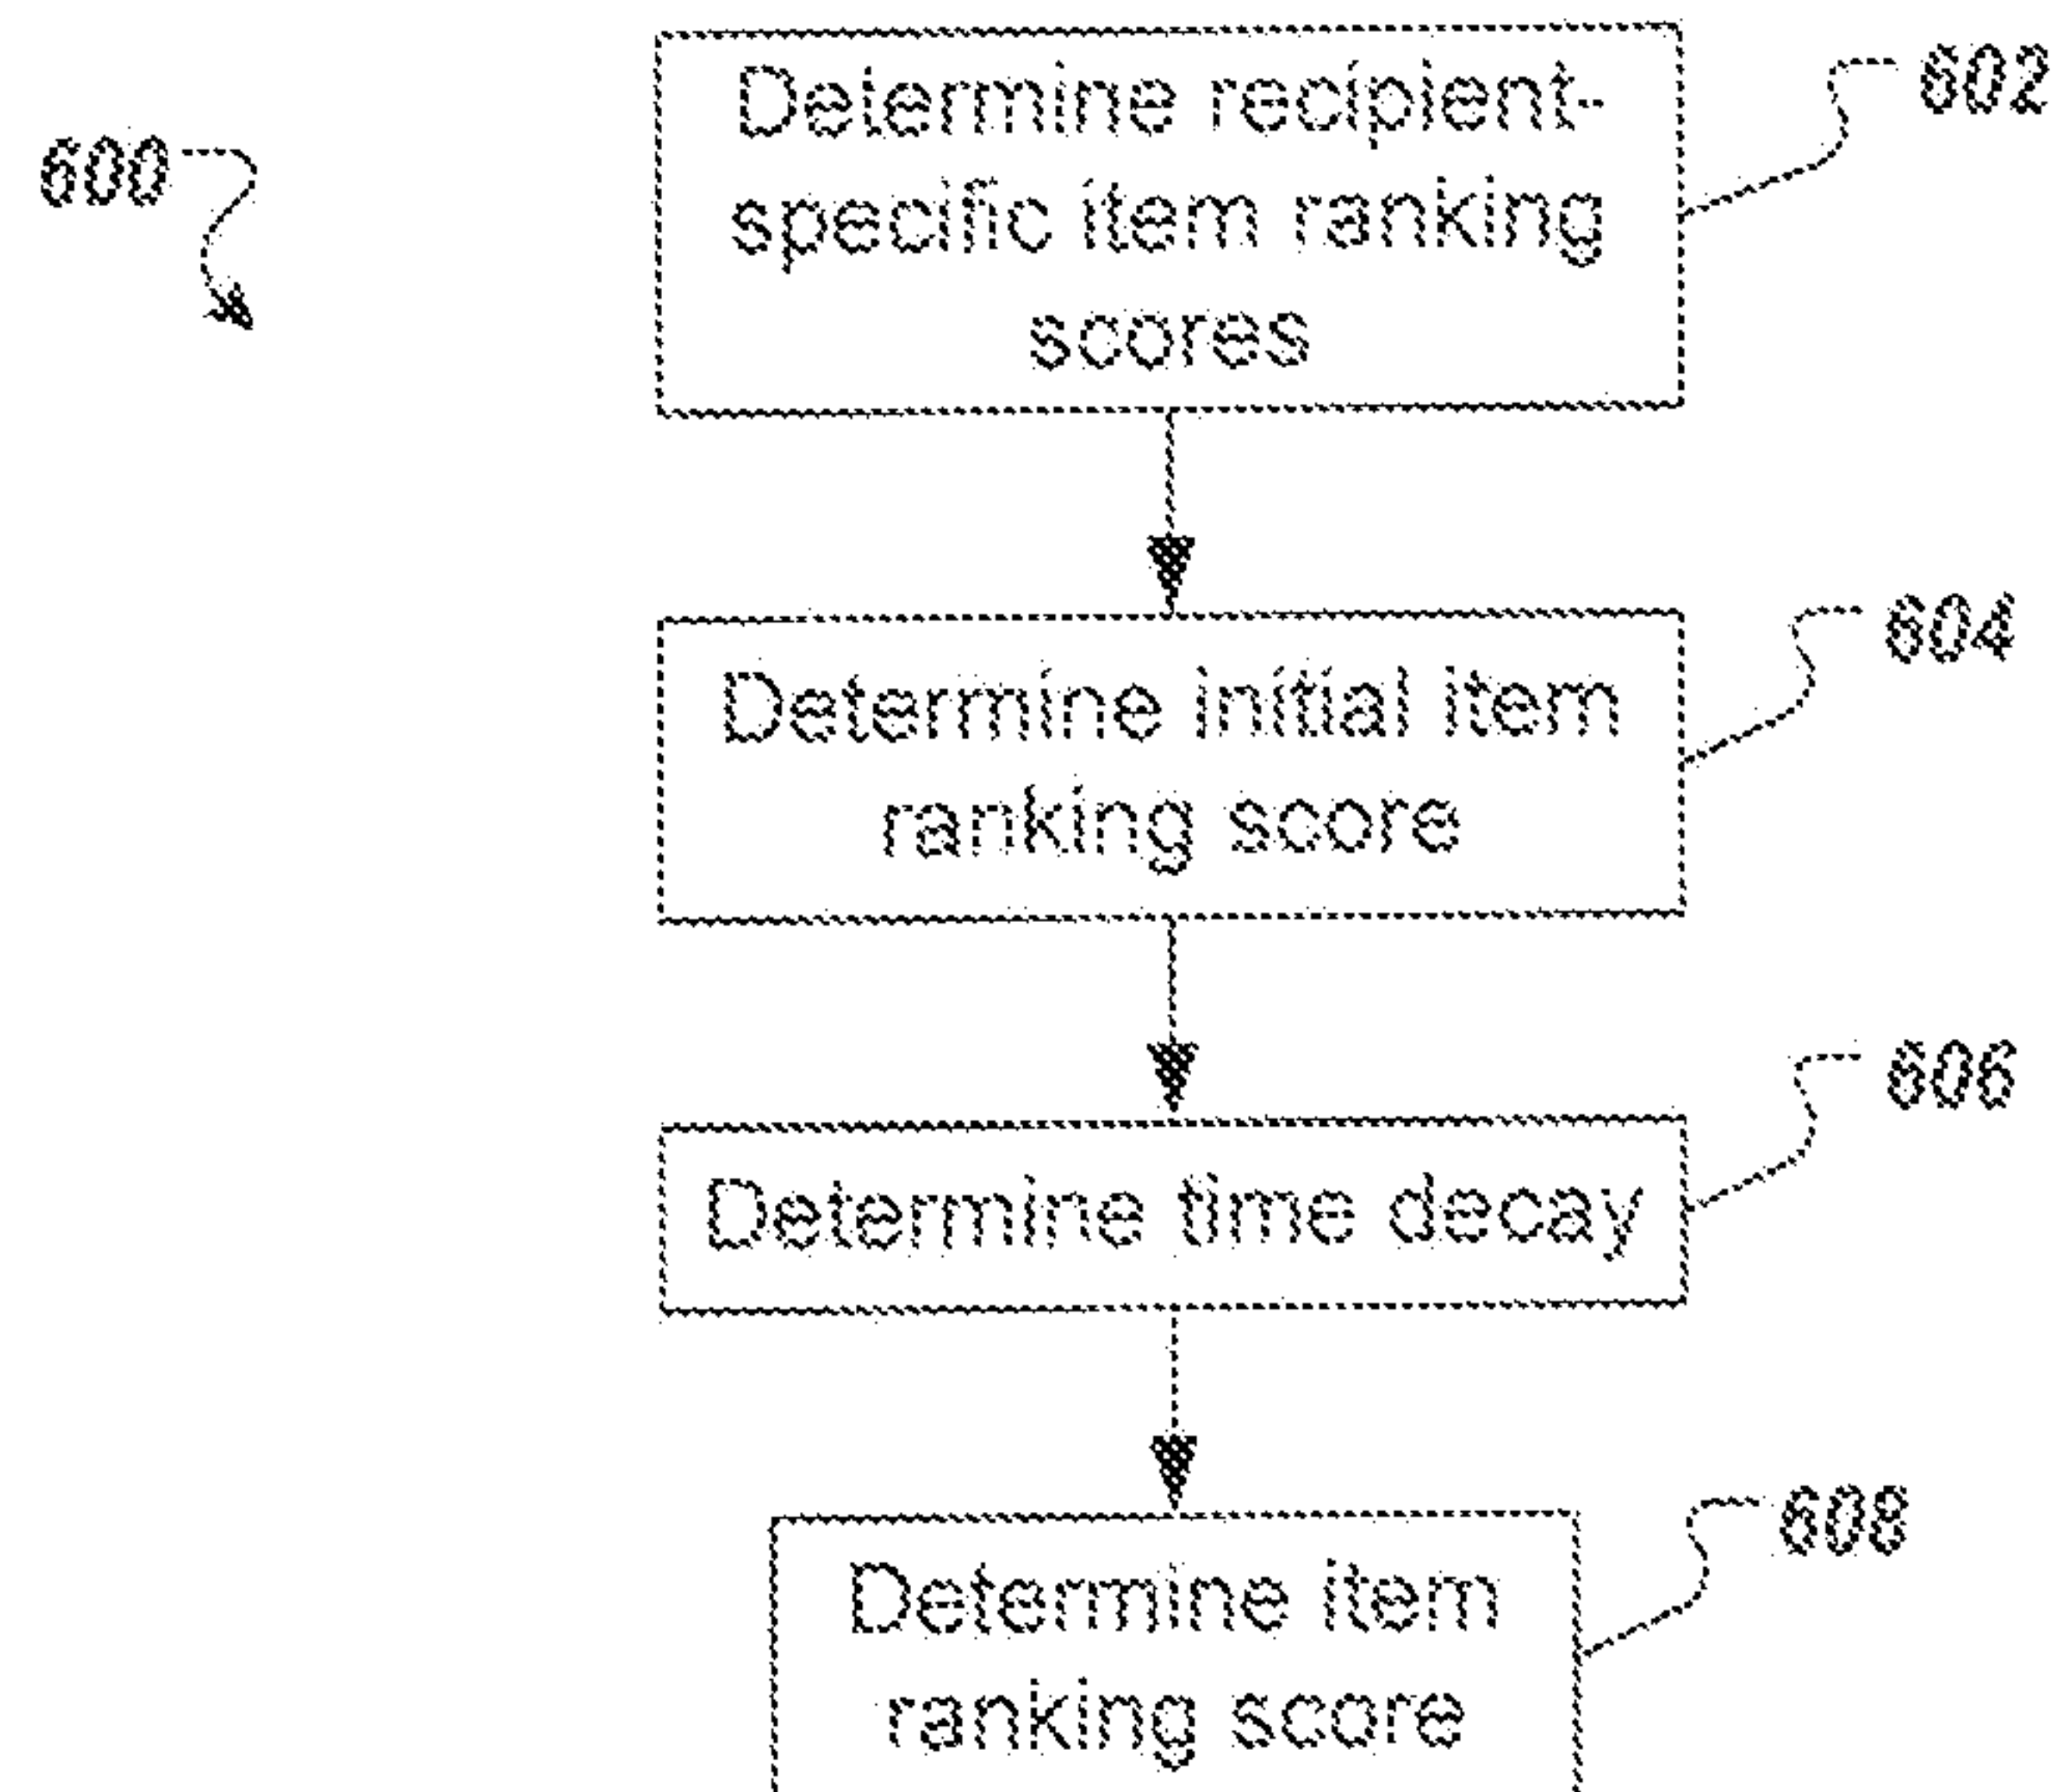 600
Determine recipient-
specific item ranking
scores
602
Determine initial item
ranking score
604
Determine time decay
606
Determine item
ranking score
608